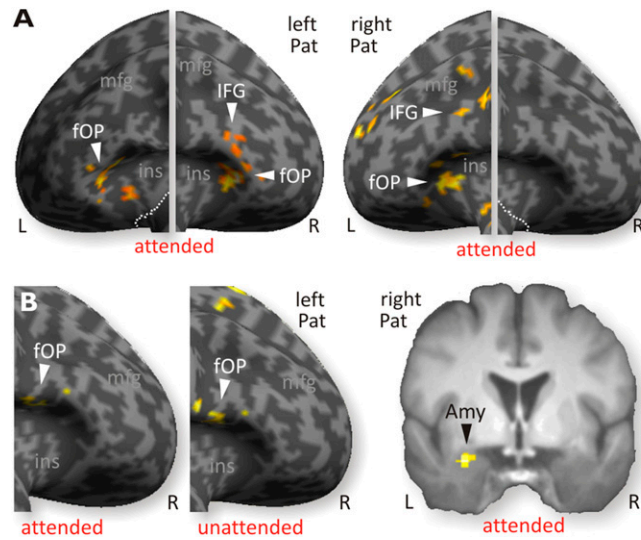 A
left
Pat
right
Pat
mfg
mfg
mfg
IFG
IFG
fOP
fOP
fOP
ins
ins
ins
L
R
L
R
attended
attended
B
left
Pat
right
Pat
fOP
fOP
mfg
mfg
Amy
ins
ins
R
R
L
R
attended
unattended
attended